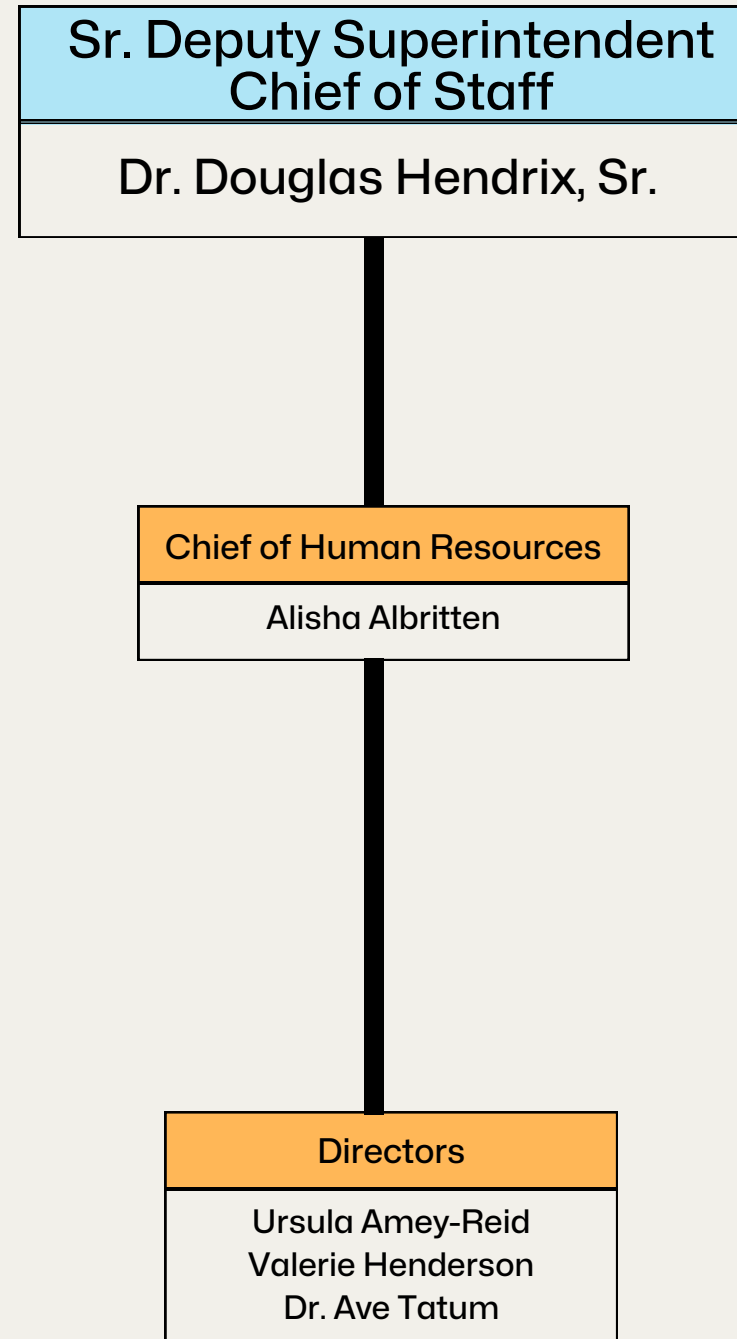 Sr. Deputy Superintendent
Chief of Staff
Dr. Douglas Hendrix, Sr.
Chief of Human Resources
Alisha Albritten
Directors
Ursula Amey-Reid
Valerie Henderson
Dr. Ave Tatum